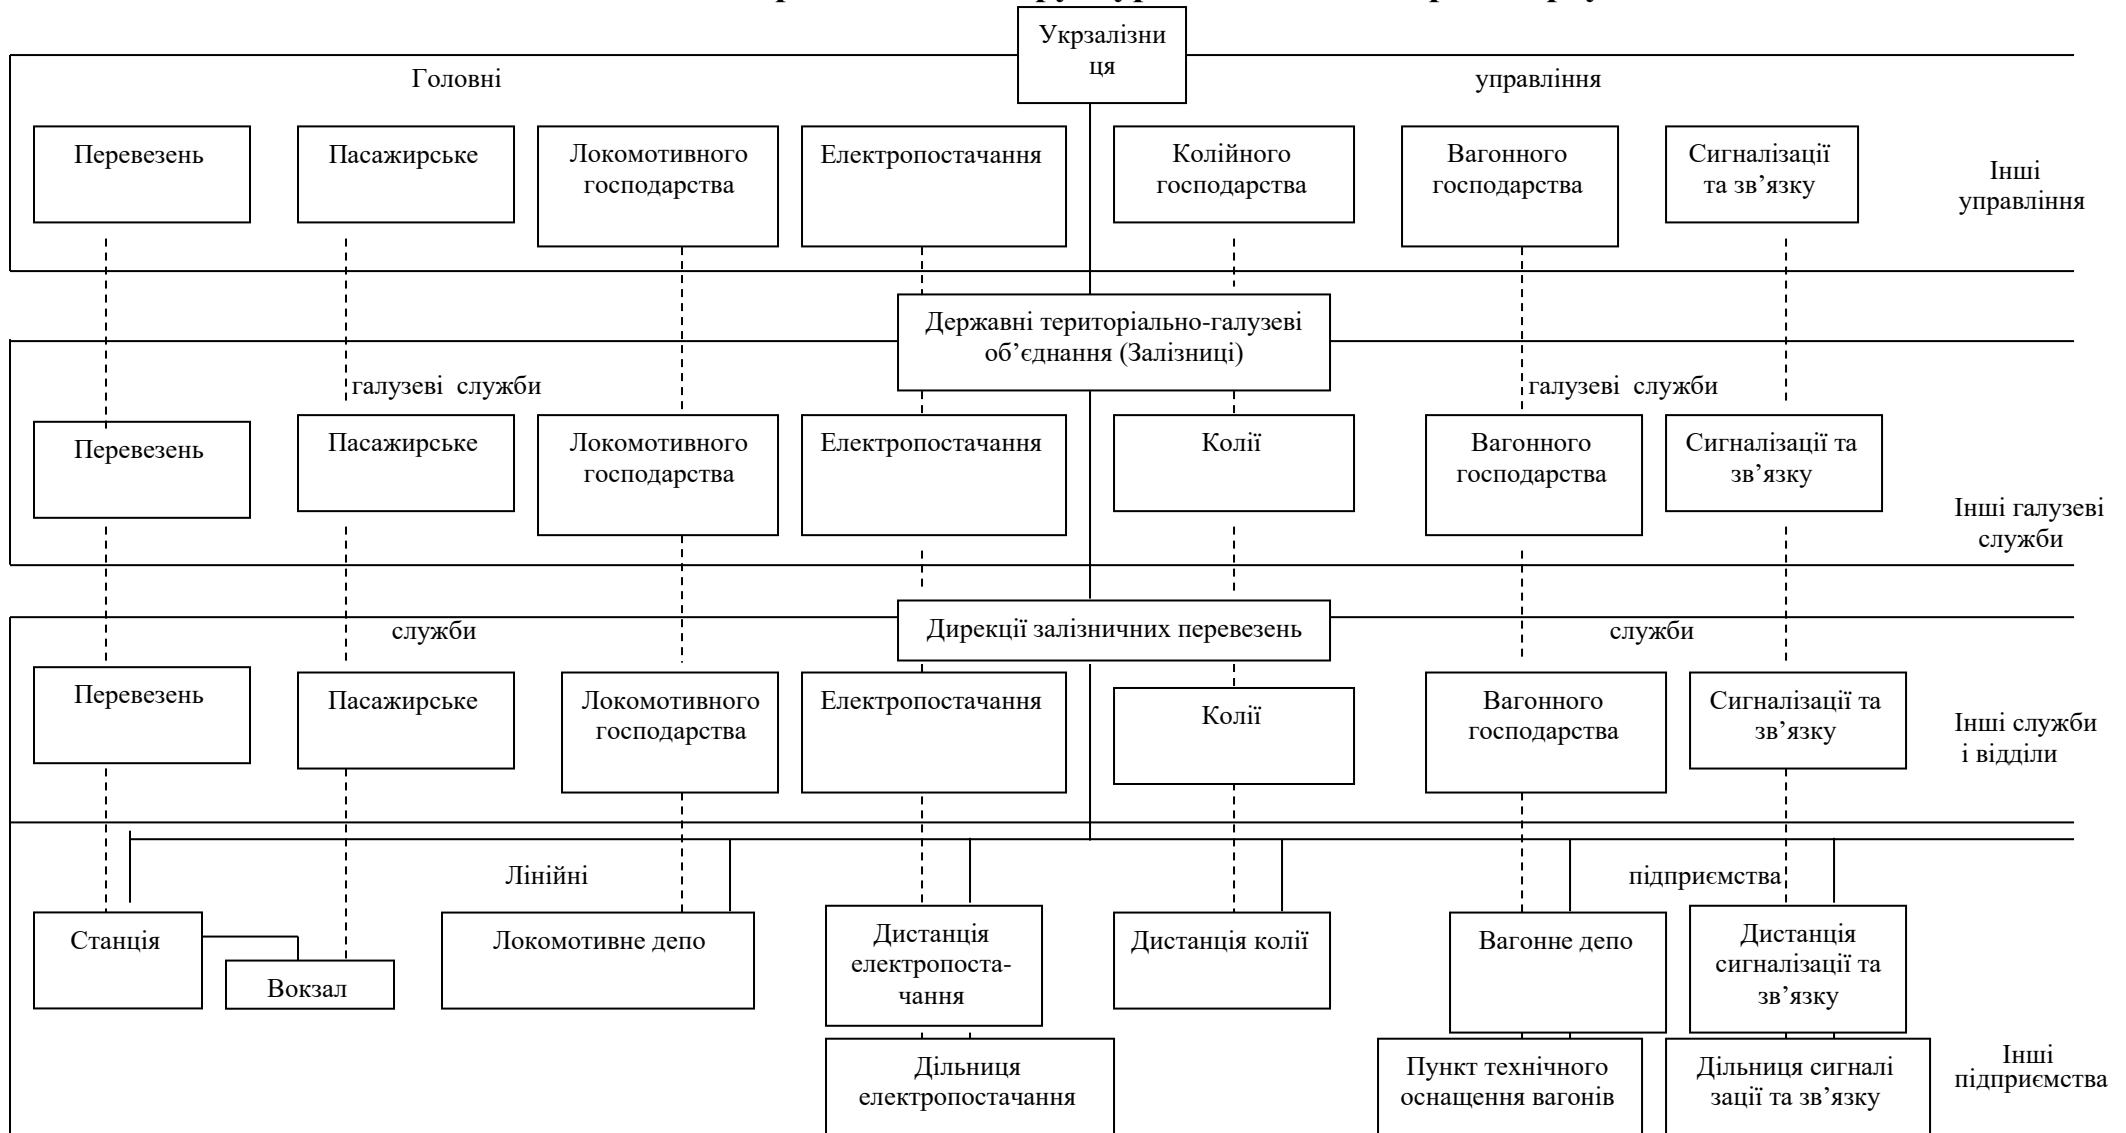 Укрзалізни
ця
Головні
управління
Перевезень
Пасажирське
Локомотивного
господарства
Електропостачання
Колійного
господарства
Вагонного
господарства
Сигналізації
та зв’язку
Інші
управління
Державні територіально-галузеві
об’єднання (Залізниці)
галузеві служби
галузеві служби
Перевезень
Пасажирське
Локомотивного
господарства
Електропостачання
Колії
Вагонного
господарства
Сигналізації та
зв’язку
Інші галузеві
служби
Дирекції залізничних перевезень
служби
служби
Перевезень
Пасажирське
Локомотивного
господарства
Електропостачання
Колії
Вагонного
господарства
Сигналізації та
зв’язку
Інші служби
і відділи
Лінійні
підприємства
Станція
Вокзал
Локомотивне депо
Дистанція
електропоста-
чання
Дистанція колії
Вагонне депо
Дистанція
сигналізації та
зв’язку
Дільниця
електропостачання
Пункт технічного
оснащення вагонів
Дільниця сигналі
зації та зв’язку
Інші
підприємства